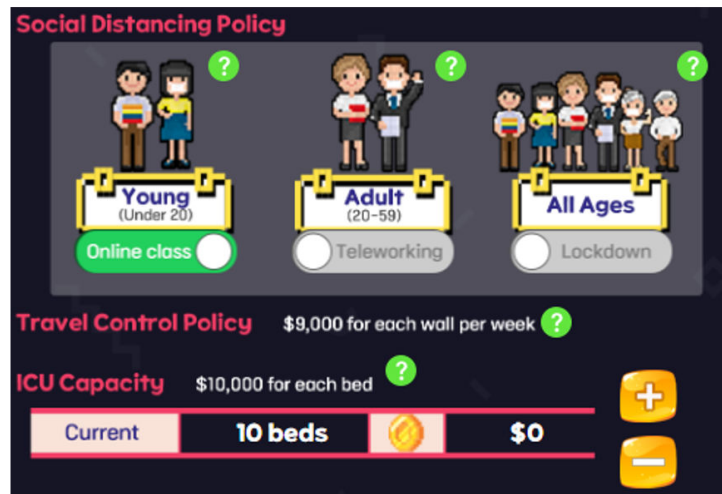 Social Distancing Policy
? ? ?
Young
(Under 20)
Adult
(20-59)
All Ages
Online class
Teleworking
Lockdown
Travel Control Policy $9,000 for each wall per week ?
ICU Capacity $10,000 for each bed ?
+
Current 10 beds $0
−